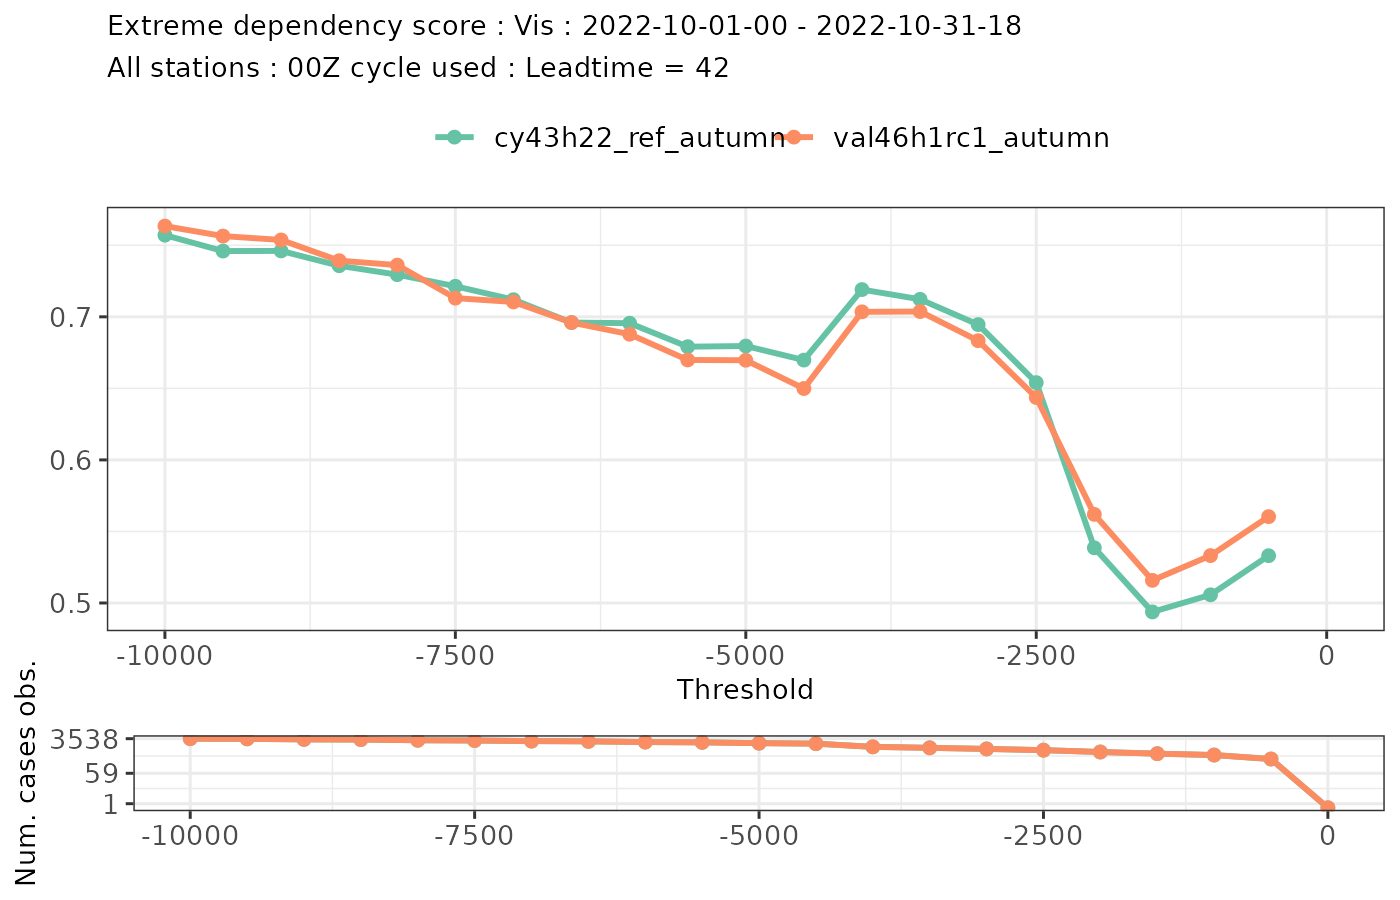 Extreme dependency score : Vis : 2022-10-01-00 - 2022-10-31-18
All stations : 00Z cycle used : Leadtime = 42
cy43h22_ref_autumn val46h1rc1_autumn
0.7
0.6
0.5
-10000 -7500 -5000 -2500 0
Threshold
Num. cases obs.
3538
59
1
-10000 -7500 -5000 -2500 0